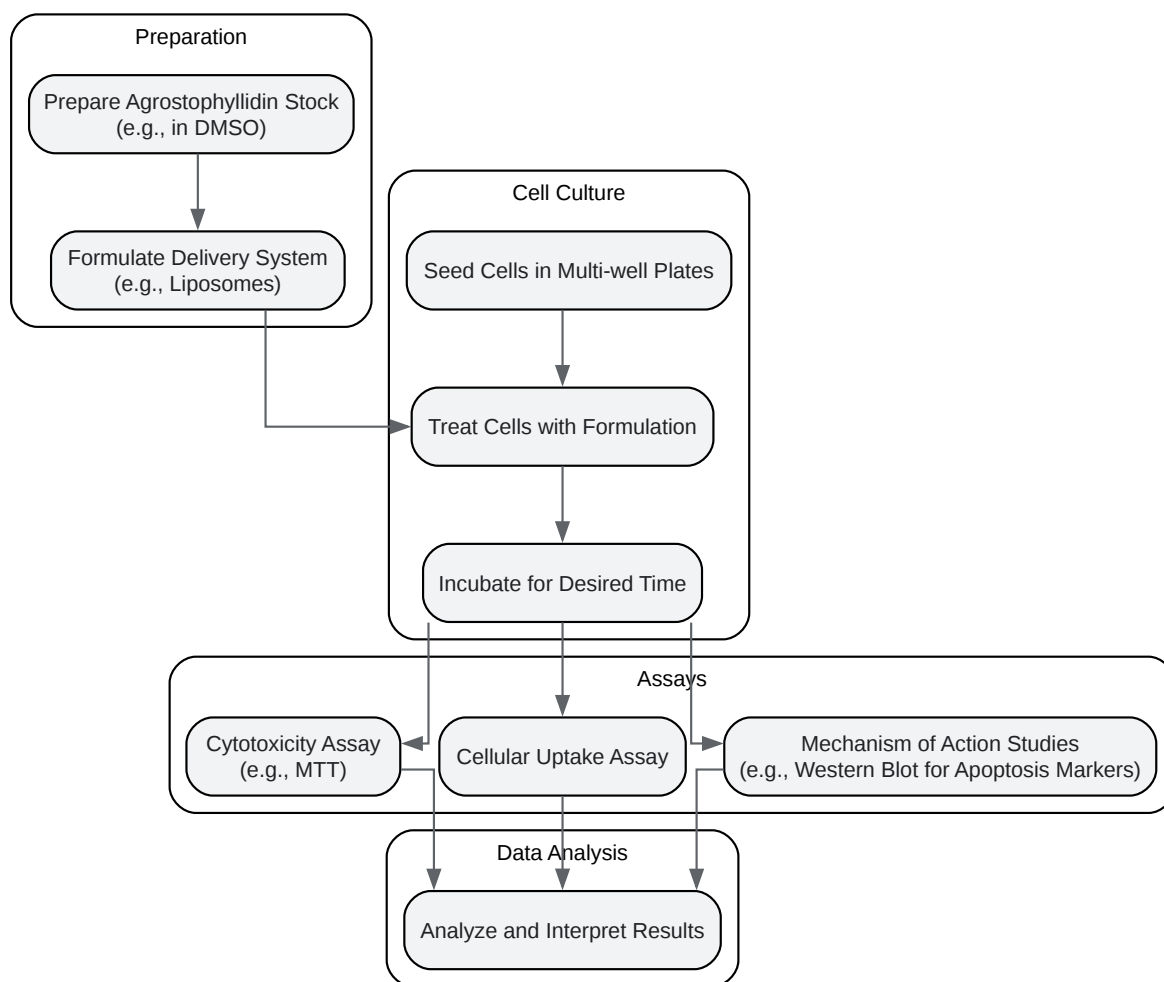 Preparation
Prepare Agrostophyllidin Stock
(e.g., in DMSO)
Formulate Delivery System
(e.g., Liposomes)
Cell Culture
Seed Cells in Multi-well Plates
Treat Cells with Formulation
Incubate for Desired Time
Assays
Cytotoxicity Assay
(e.g., MTT)
Cellular Uptake Assay
Mechanism of Action Studies
(e.g., Western Blot for Apoptosis Markers)
Data Analysis
Analyze and Interpret Results